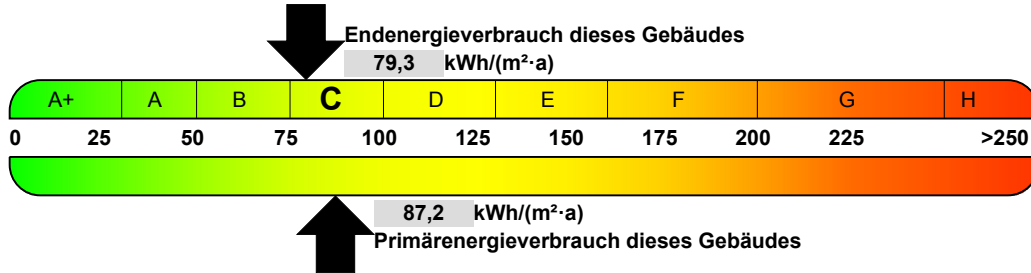 Endenergieverbrauch dieses Gebäudes
79,3 kWh/(m²·a)
A+ A B C D E F G H
0 25 50 75 100 125 150 175 200 225 >250
87,2 kWh/(m²·a)
Primärenergieverbrauch dieses Gebäudes